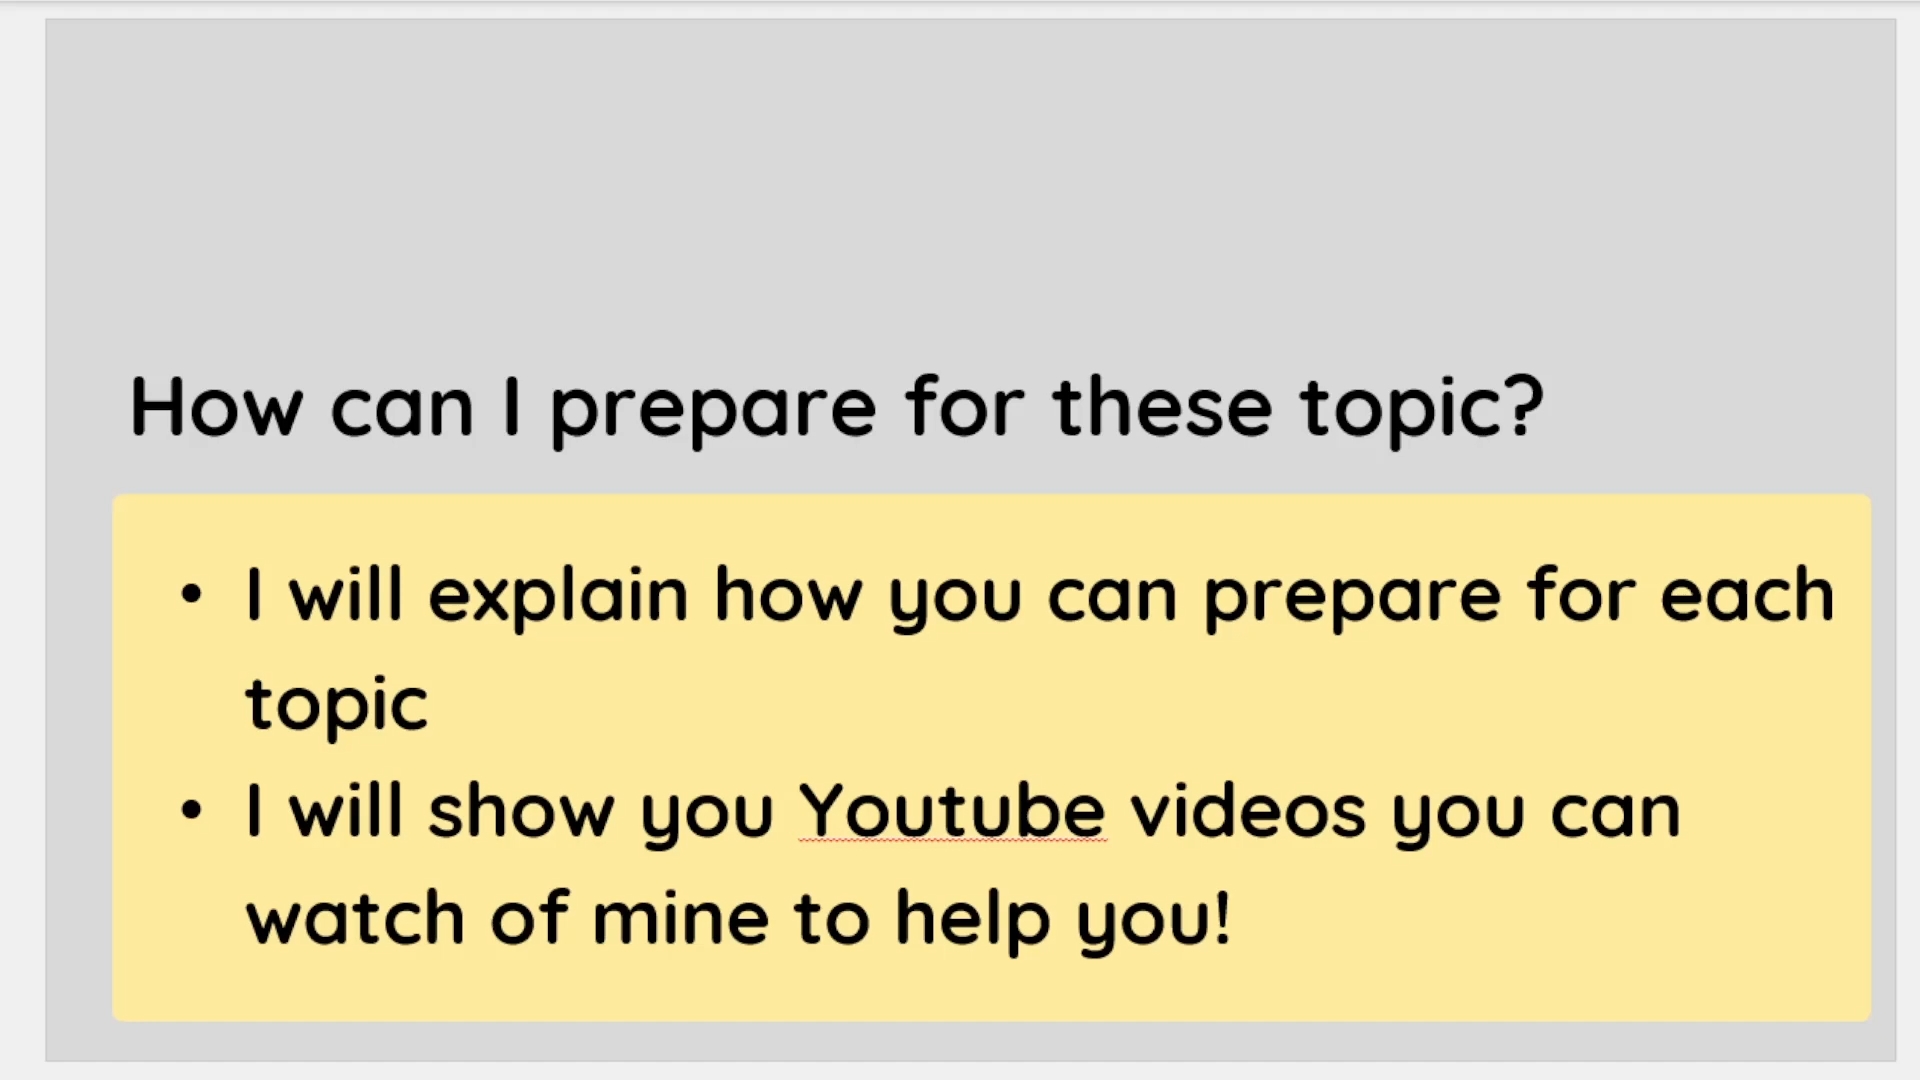 How can I prepare for these topic?
• I will explain how you can prepare for each
topic
• I will show you Youtube videos you can
watch of mine to help you!